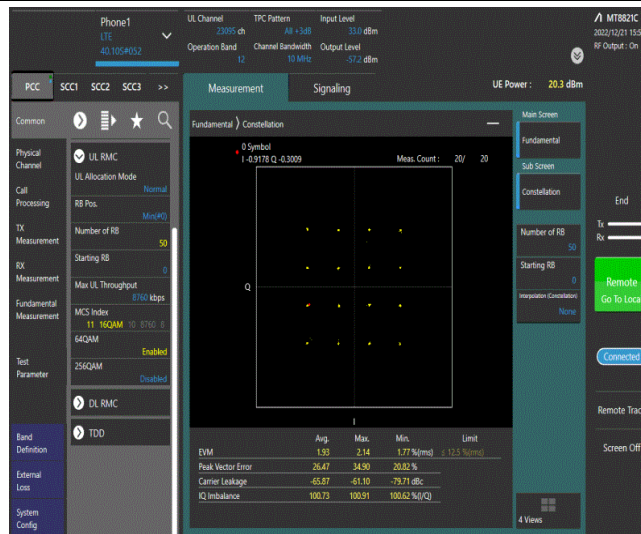 Phone1
LTE
40.10S#052
UL Channel
23095 ch
TPC Pattern
All +3dB
Input Level
33.0 dBm
Operation Band
12
Channel Bandwidth
10 MHz
Output Level
-57.2 dBm
MT8821C
2022/12/21 15:5
RF Output : On
PCC SCC1 SCC2 SCC3 >>
Measurement
Signaling
UE Power : 20.3 dBm
Common
Physical
Channel
Call
Processing
TX
Measurement
RX
Measurement
Fundamental
Measurement
Test
Parameter
Band
Definition
External
Loss
System
Config
UL RMC
UL Allocation Mode
Normal
RB Pos.
Min(#0)
Number of RB
50
Starting RB
0
Max UL Throughput
8760 kbps
MCS Index
11 16QAM 10 8760 8
64QAM
Enabled
256QAM
Disabled
DL RMC
TDD
Fundamental > Constellation
0 Symbol
I -0.9178 Q -0.3009
Meas. Count : 20/ 20
Q
I
Avg. Max. Min. Limit
EVM 1.93 2.14 1.77 %(rms) ≤ 12.5 %(rms)
Peak Vector Error 26.47 34.90 20.82 %
Carrier Leakage -65.87 -61.10 -79.71 dBc
IQ Imbalance 100.73 100.91 100.62 %(I/Q)
Main Screen
Fundamental
Sub Screen
Constellation
Number of RB
50
Starting RB
0
Interpolation (Constellation)
None
4 Views
End
Tx
Rx
Remote
Go To Loca
Connected
Remote Trac
Screen Off